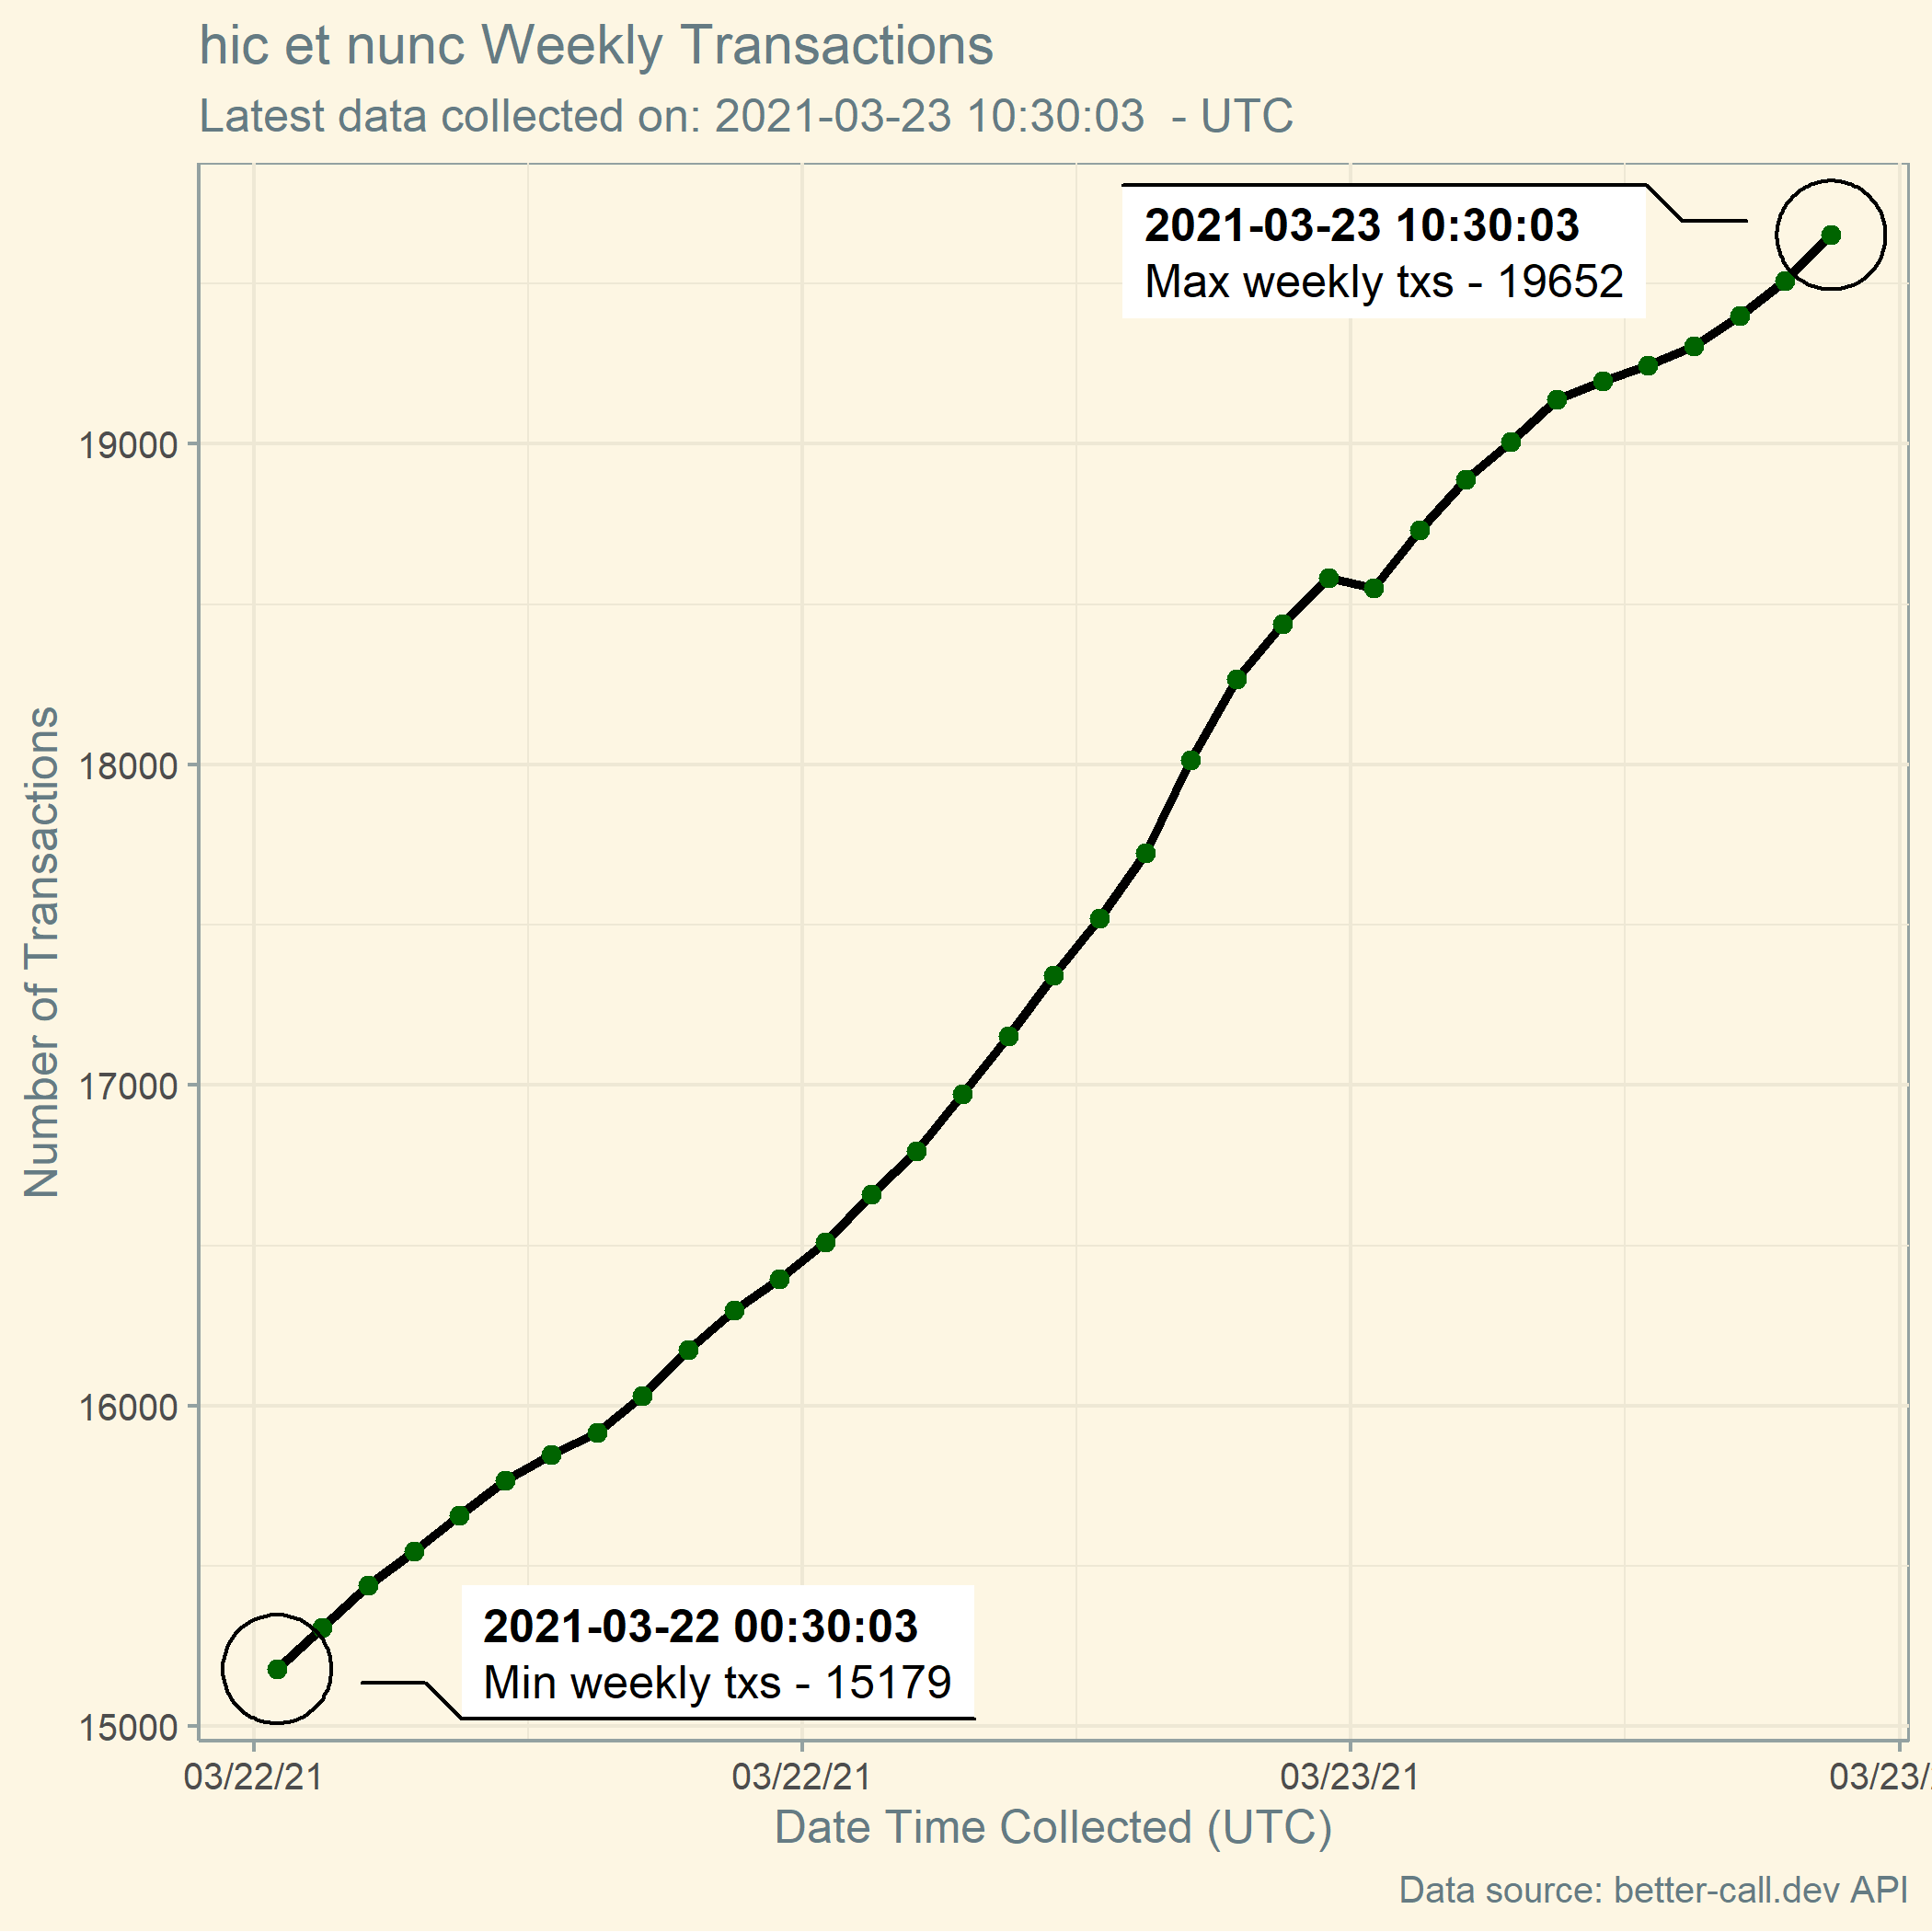 hic et nunc Weekly Transactions
Latest data collected on: 2021-03-23 10:30:03 - UTC
2021-03-23 10:30:03
Max weekly txs - 19652
19000
18000
17000
16000
15000
Number of Transactions
2021-03-22 00:30:03
Min weekly txs - 15179
03/22/21
03/22/21
03/23/21
03/23/
Date Time Collected (UTC)
Data source: better-call.dev API